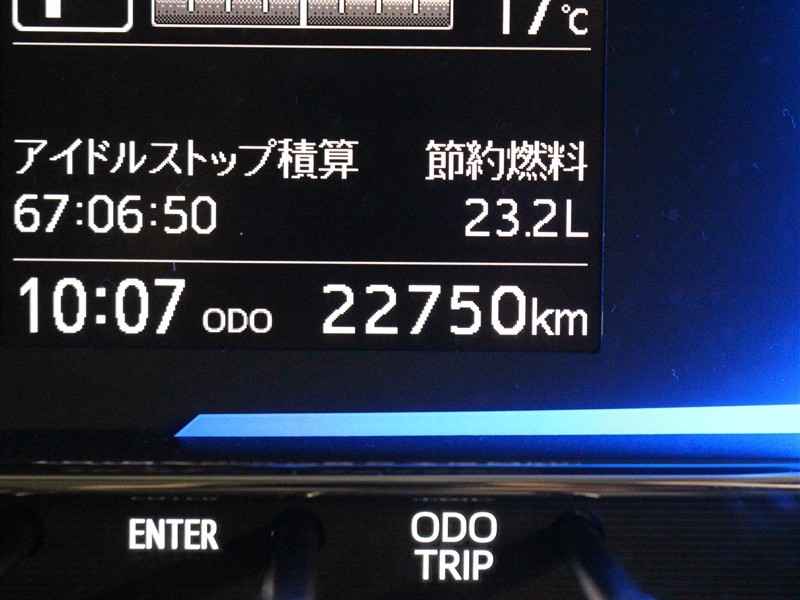 17℃
アイドルストップ積算 節約燃料
67:06:50 23.2L
10:07 ODO 22750km
ENTER ODO
TRIP